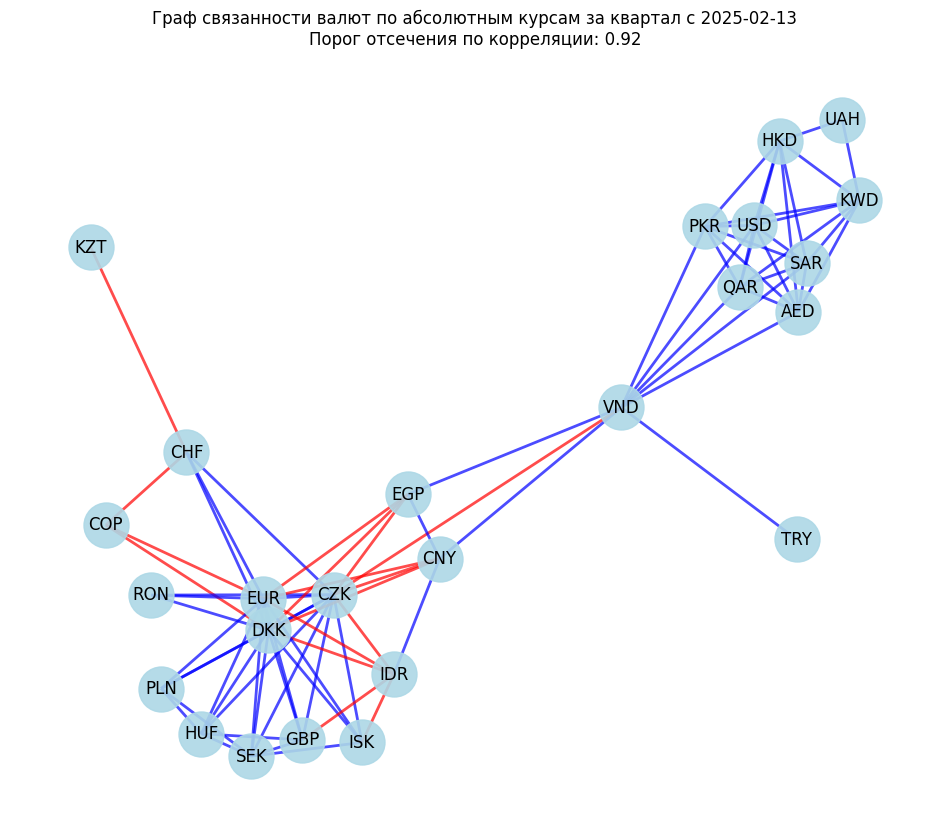 Граф связанности валют по абсолютным курсам за квартал с 2025-02-13
Порог отсечения по корреляции: 0.92
UAH
HKD
KWD
PKR
USD
KZT
SAR
QAR
AED
VND
CHF
EGP
COP
TRY
CNY
RON
EUR
CZK
DKK
IDR
PLN
HUF
GBP
ISK
SEK